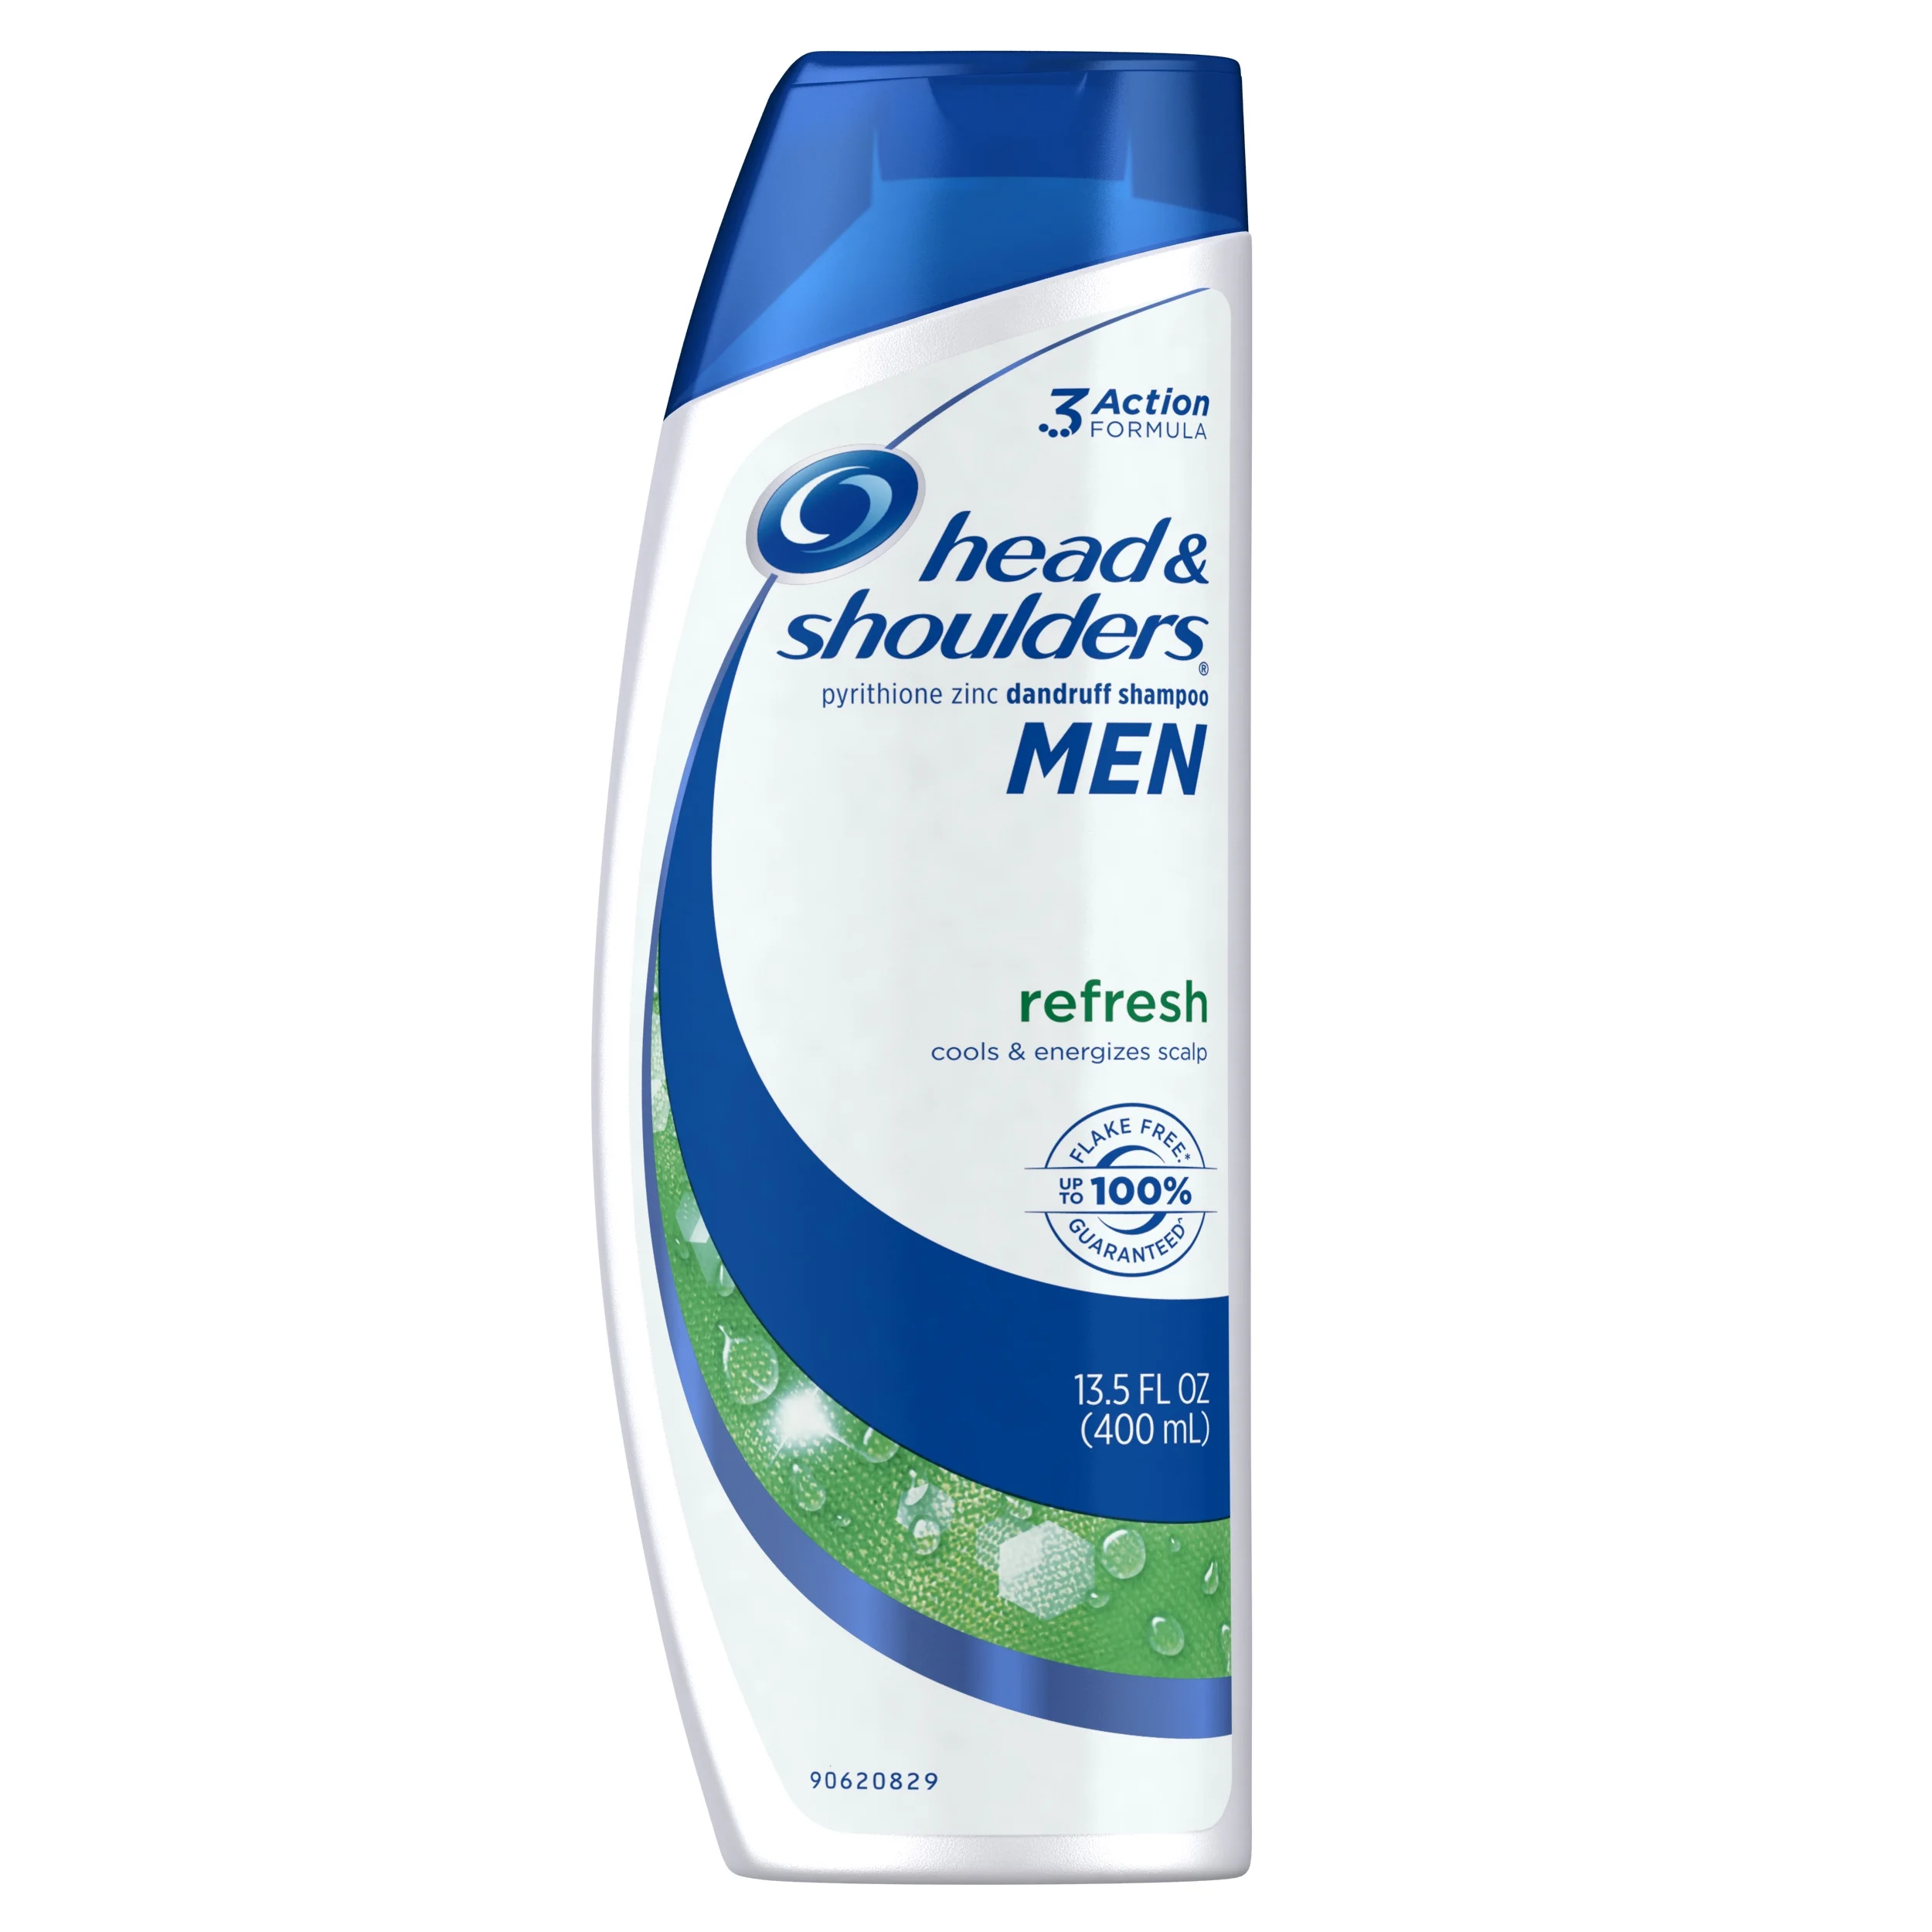 3 Action
FORMULA
head &
shoulders®
pyrithione zinc dandruff shampoo
MEN
refresh
cools & energizes scalp
FLAKE FREE.*
UP TO 100%
GUARANTEED^
13.5 FL OZ
(400 mL)
90620829